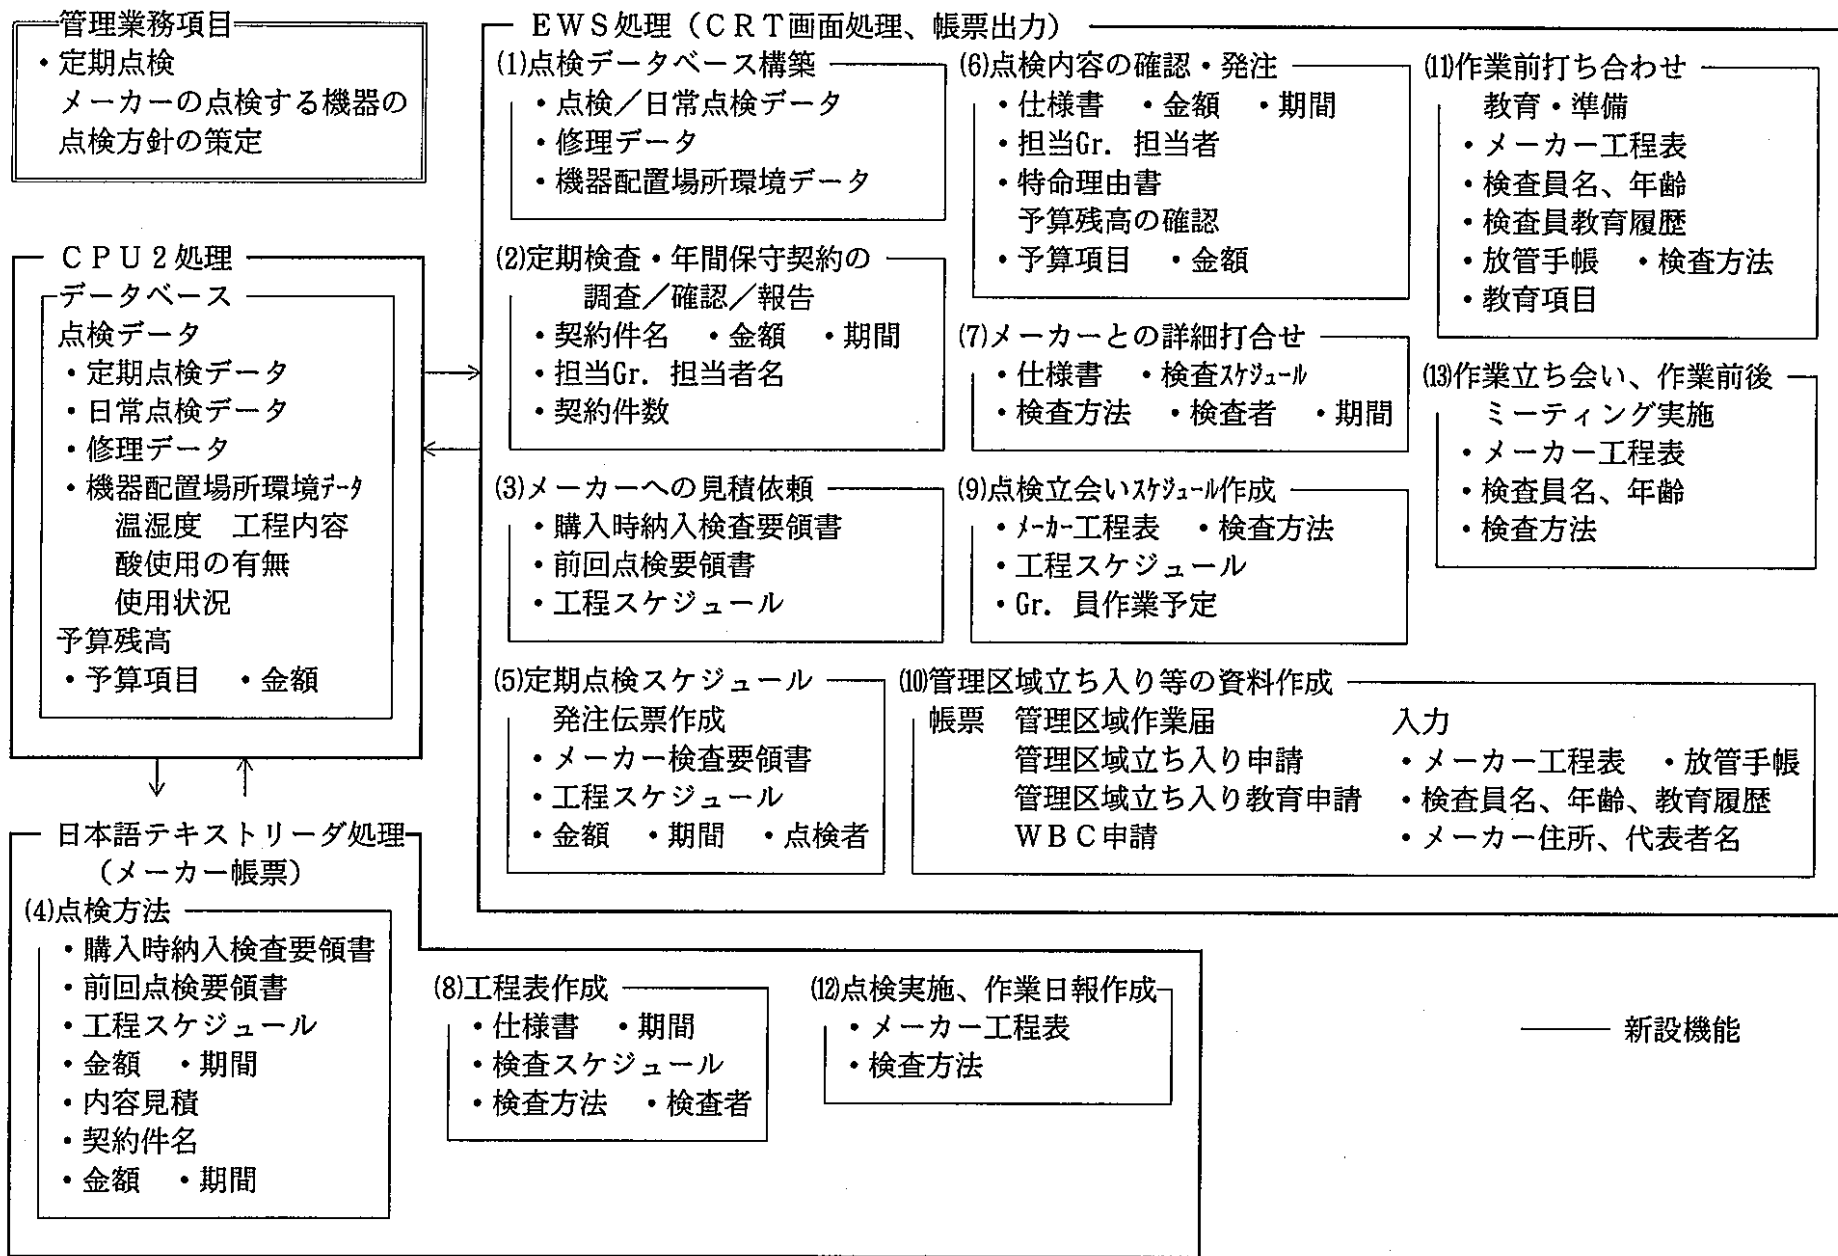 管理業務項目
・定期点検
メーカーの点検する機器の
点検方針の策定
CPU2処理
データベース
点検データ
・定期点検データ
・日常点検データ
・修理データ
・機器配置場所環境データ
温湿度 工程内容
酸使用の有無
使用状況
予算残高
・予算項目 ・金額
日本語テキストリーダ処理
(メーカー帳票)
(4)点検方法
・購入時納入検査要領書
・前回点検要領書
・工程スケジュール
・金額 ・期間
・内容見積
・契約件名
・金額 ・期間
(8)工程表作成
・仕様書 ・期間
・検査スケジュール
・検査方法 ・検査者
(12)点検実施、作業日報作成
・メーカー工程表
・検査方法
EWS処理(CRT画面処理、帳票出力)
(1)点検データベース構築
・点検/日常点検データ
・修理データ
・機器配置場所環境データ
(2)定期検査・年間保守契約の
調査/確認/報告
・契約件名 ・金額 ・期間
・担当Gr. 担当者名
・契約件数
(3)メーカーへの見積依頼
・購入時納入検査要領書
・前回点検要領書
・工程スケジュール
(5)定期点検スケジュール
発注伝票作成
・メーカー検査要領書
・工程スケジュール
・金額 ・期間 ・点検者
(6)点検内容の確認・発注
・仕様書 ・金額 ・期間
・担当Gr. 担当者
・特命理由書
予算残高の確認
・予算項目 ・金額
(7)メーカーとの詳細打合せ
・仕様書 ・検査スケジュール
・検査方法 ・検査者 ・期間
(9)点検立会いスケジュール作成
・メーカー工程表 ・検査方法
・工程スケジュール
・Gr. 員作業予定
(10)管理区域立ち入り等の資料作成
帳票 管理区域作業届 入力
管理区域立ち入り申請 ・メーカー工程表 ・放管手帳
管理区域立ち入り教育申請 ・検査員名、年齢、教育履歴
WBC申請 ・メーカー住所、代表者名
(11)作業前打ち合わせ
教育・準備
・メーカー工程表
・検査員名、年齢
・検査員教育履歴
・放管手帳 ・検査方法
・教育項目
(13)作業立ち会い、作業前後
ミーティング実施
・メーカー工程表
・検査員名、年齢
・検査方法
新設機能